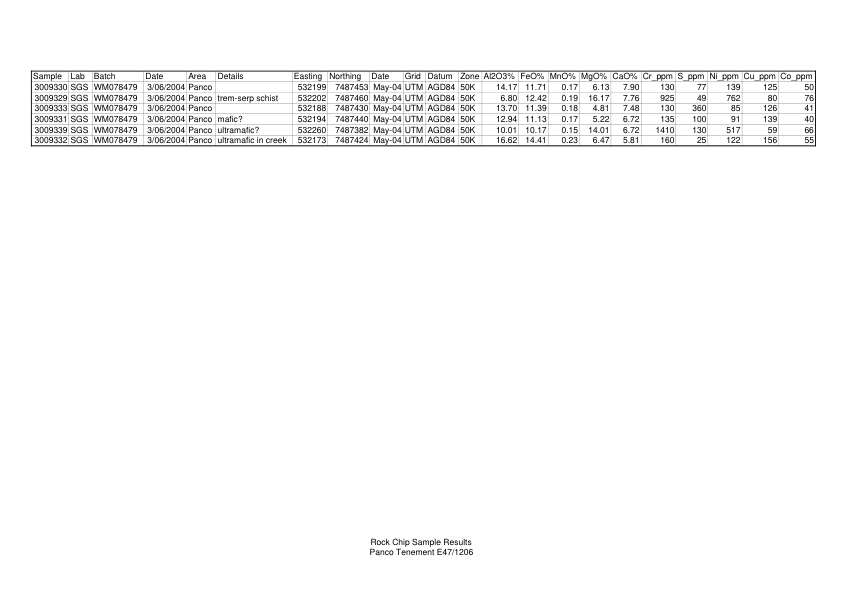 Sample Lab Batch Date Area Details Easting Northing Date Grid Datum Zone Al2O3% FeO% MnO% MgO% CaO% Cr_ppm S_ppm Ni_ppm Cu_ppm Co_ppm
3009330 SGS WM078479 3/06/2004 Panco 532199 7487453 May-04 UTM AGD84 50K 14.17 11.71 0.17 6.13 7.90 130 77 139 125 50
3009329 SGS WM078479 3/06/2004 Panco trem-serp schist 532202 7487460 May-04 UTM AGD84 50K 6.80 12.42 0.19 16.17 7.76 925 49 762 80 76
3009333 SGS WM078479 3/06/2004 Panco 532188 7487430 May-04 UTM AGD84 50K 13.70 11.39 0.18 4.81 7.48 130 360 85 126 41
3009331 SGS WM078479 3/06/2004 Panco mafic? 532194 7487440 May-04 UTM AGD84 50K 12.94 11.13 0.17 5.22 6.72 135 100 91 139 40
3009339 SGS WM078479 3/06/2004 Panco ultramafic? 532260 7487382 May-04 UTM AGD84 50K 10.01 10.17 0.15 14.01 6.72 1410 130 517 59 66
3009332 SGS WM078479 3/06/2004 Panco ultramafic in creek 532173 7487424 May-04 UTM AGD84 50K 16.62 14.41 0.23 6.47 5.81 160 25 122 156 55
Rock Chip Sample Results
Panco Tenement E47/1206